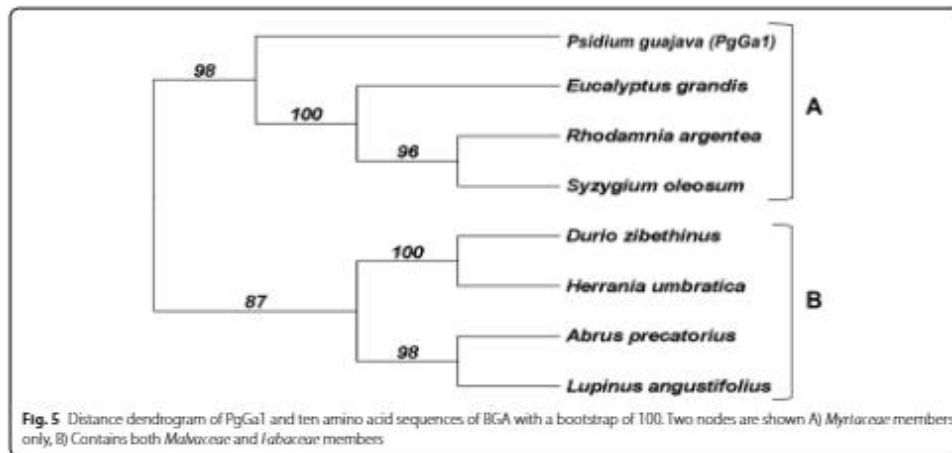 Psidium guajava (PgGa1)
98
Eucalyptus grandis
A
100
Rhodamnia argentea
96
Syzygium oleosum
Durio zibethinus
100
Herrania umbratica
B
87
Abrus precatorius
98
Lupinus angustifolius
Fig. 5 Distance dendrogram of PgGa1 and ten amino acid sequences of BGA with a bootstrap of 100. Two nodes are shown A) Myrtaceae members
only, B) Contains both Malvaceae and Fabaceae members